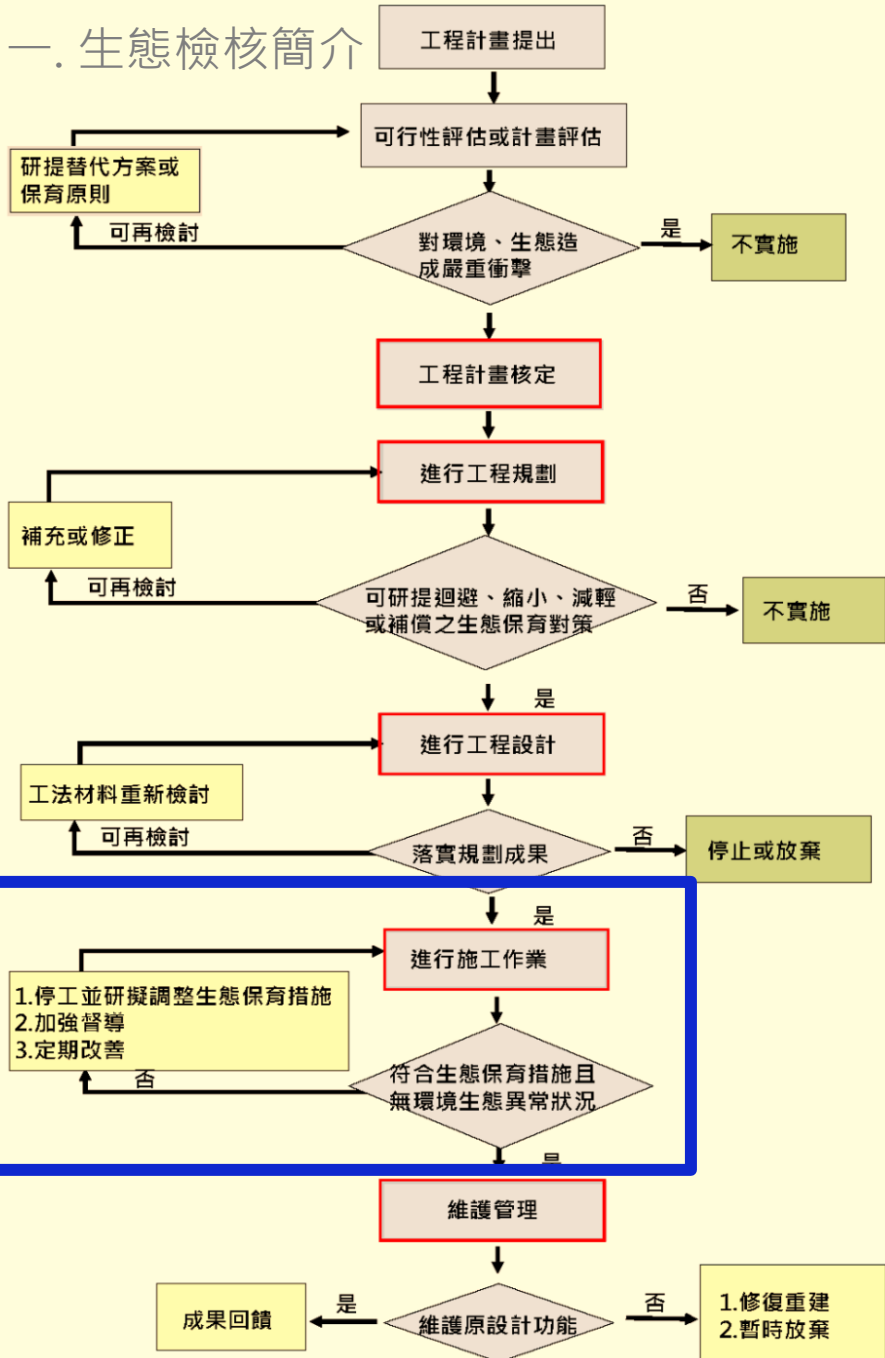 一. 生態檢核簡介
工程計畫提出
可行性評估或計畫評估
研提替代方案或
保育原則
可再檢討
對環境、生態造
成嚴重衝擊
是
不實施
工程計畫核定
進行工程規劃
補充或修正
可再檢討
可研提迴避、縮小、減輕
或補償之生態保育對策
否
不實施
是
進行工程設計
工法材料重新檢討
可再檢討
落實規劃成果
否
停止或放棄
是
進行施工作業
1.停工並研擬調整生態保育措施
2.加強督導
3.定期改善
否
符合生態保育措施且
無環境生態異常狀況
是
維護管理
成果回饋
是
維護原設計功能
否
1.修復重建
2.暫時放棄